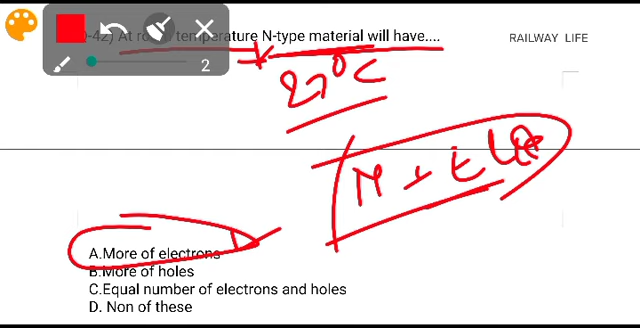 -42) At ro temperature N-type material will have....
RAILWAY LIFE
2
27°C
A.More of electrons
B.More of holes
C.Equal number of electrons and holes
D. Non of these